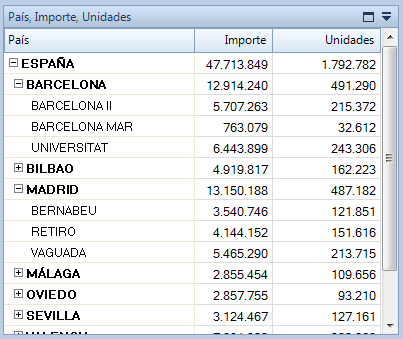 País, Importe, Unidades
País Importe Unidades
ESPAÑA 47.713.849 1.792.782
BARCELONA 12.914.240 491.290
BARCELONA II 5.707.263 215.372
BARCELONA MAR 763.079 32.612
UNIVERSITAT 6.443.899 243.306
BILBAO 4.919.817 162.223
MADRID 13.150.188 487.182
BERNABEU 3.540.746 121.851
RETIRO 4.144.152 151.616
VAGUADA 5.465.290 213.715
MÁLAGA 2.855.454 109.656
OVIEDO 2.857.755 93.210
SEVILLA 3.124.467 127.161